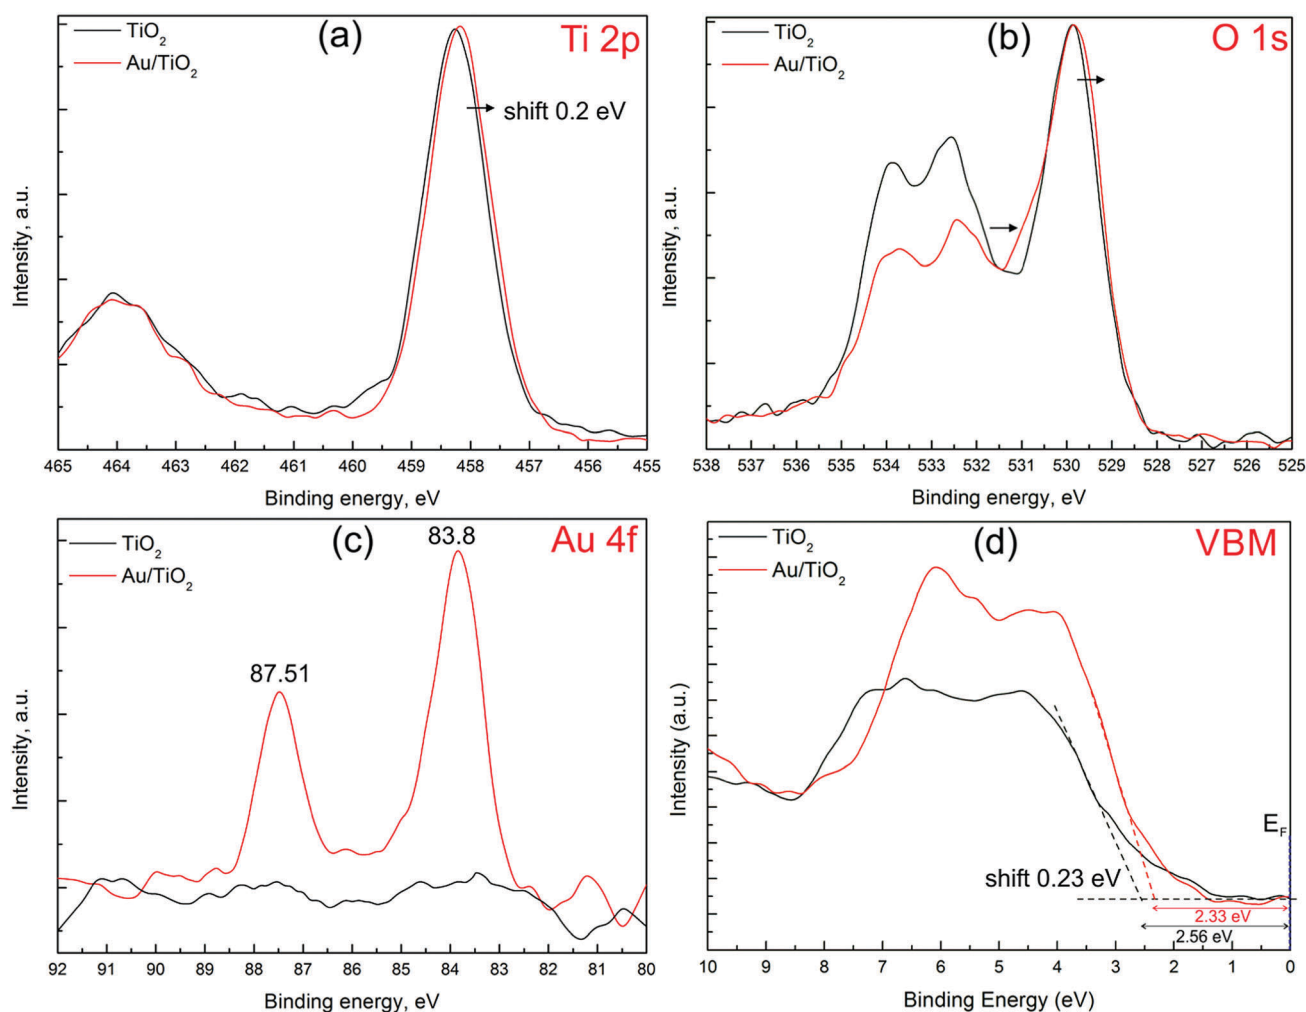 TiO2
Au/TiO2
(a)
Ti 2p
shift 0.2 eV
Intensity, a.u.
465 464 463 462 461 460 459 458 457 456 455
Binding energy, eV
TiO2
Au/TiO2
(b)
O 1s
Intensity, a.u.
538 537 536 535 534 533 532 531 530 529 528 527 526 525
Binding energy, eV
TiO2
Au/TiO2
(c)
Au 4f
83.8
87.51
Intensity, a.u.
92 91 90 89 88 87 86 85 84 83 82 81 80
Binding energy, eV
TiO2
Au/TiO2
(d)
VBM
EF
shift 0.23 eV
2.33 eV
2.56 eV
Intensity (a.u.)
10 9 8 7 6 5 4 3 2 1 0
Binding Energy (eV)